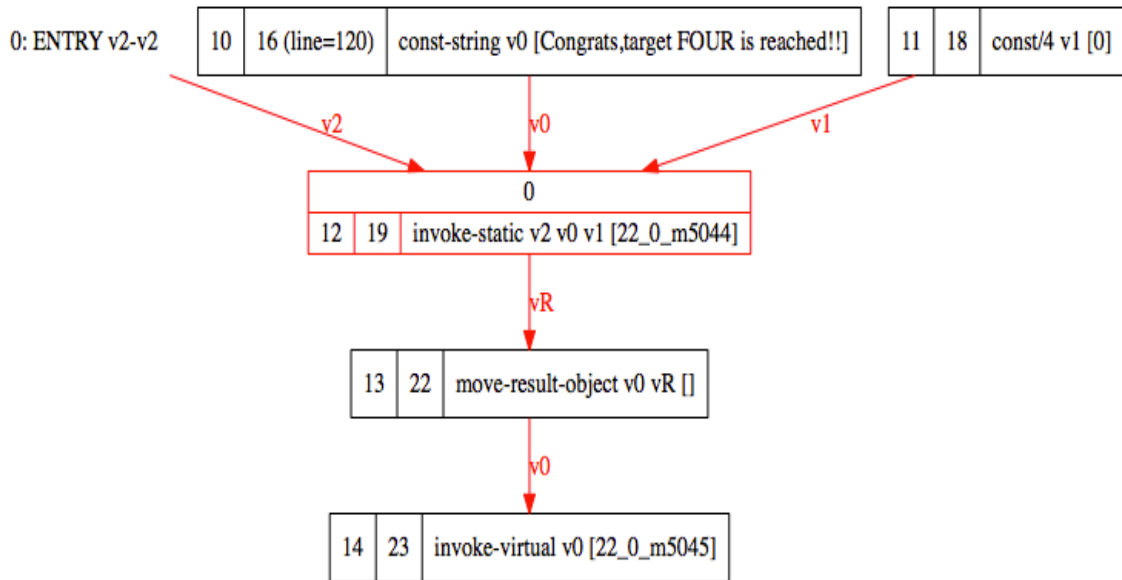 0: ENTRY v2-v2
10 16 (line=120) const-string v0 [Congrats,target FOUR is reached!!]
11 18 const/4 v1 [0]
v2
v0
v1
0
12 19 invoke-static v2 v0 v1 [22_0_m5044]
vR
13 22 move-result-object v0 vR []
v0
14 23 invoke-virtual v0 [22_0_m5045]